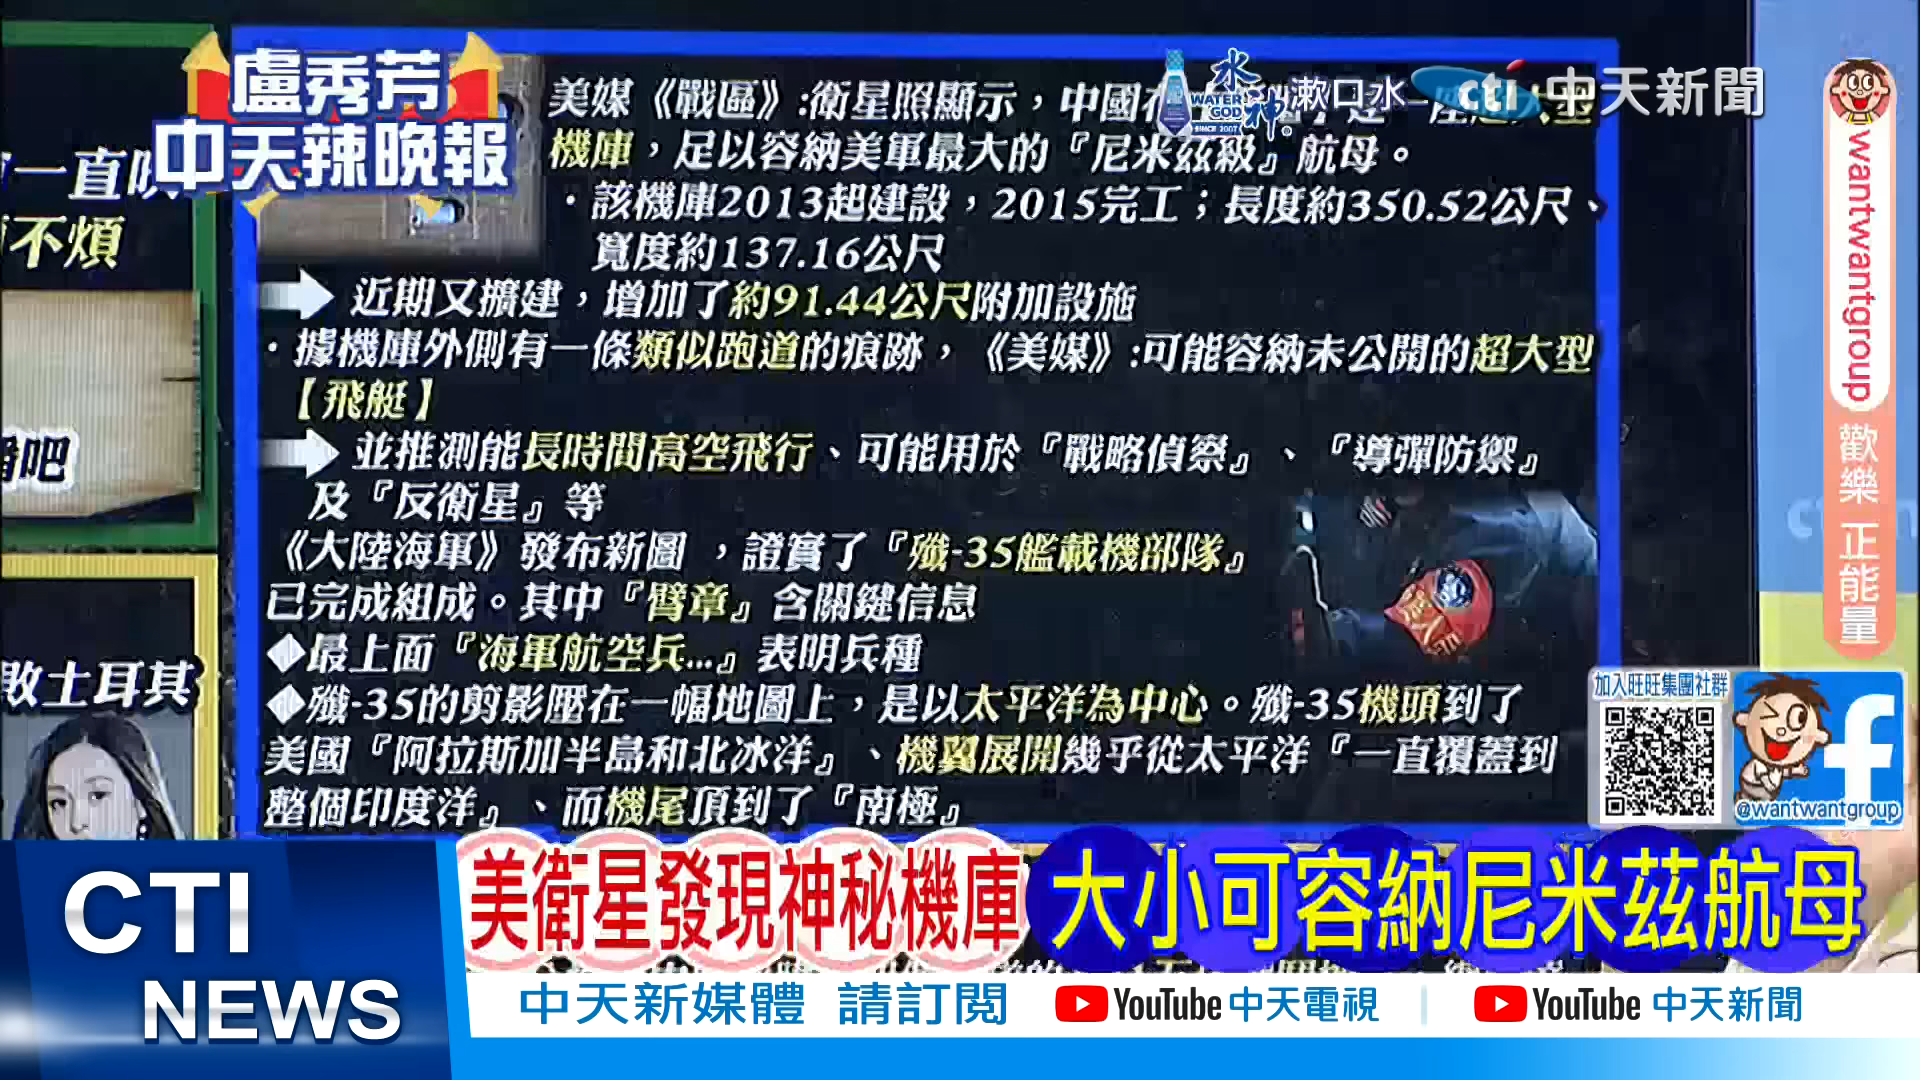 盧秀芳
中天辣晚報
美媒《戰區》:衛星照顯示，中國
機庫，足以容納美軍最大的『尼米茲級』航母。
．該機庫2013起建設，2015完工；長度約350.52公尺、
寬度約137.16公尺
近期又擴建，增加了約91.44公尺附加設施
．據機庫外側有一條類似跑道的痕跡，《美媒》:可能容納未公開的超大型
【飛艇】
並推測能長時間高空飛行、可能用於『戰略偵察』、『導彈防禦』
及『反衛星』等
《大陸海軍》發布新圖 ，證實了『殲-35艦載機部隊』
已完成組成。其中『臂章』含關鍵信息
◆最上面『海軍航空兵...』表明兵種
◆殲-35的剪影壓在一幅地圖上，是以太平洋為中心。殲-35機頭到了
美國『阿拉斯加半島和北冰洋』、機翼展開幾乎從太平洋『一直覆蓋到
整個印度洋』、而機尾頂到了『南極』
水神
WATER GOD
SINCE 2007
漱口水
cti 中天新聞
wantwantgroup
歡樂 正能量
加入旺旺集團社群
@wantwantgroup
一直
不煩
吧
敗土耳其
美衛星發現神秘機庫 大小可容納尼米茲航母
CTI
NEWS
中天新媒體 請訂閱 YouTube 中天電視 YouTube 中天新聞